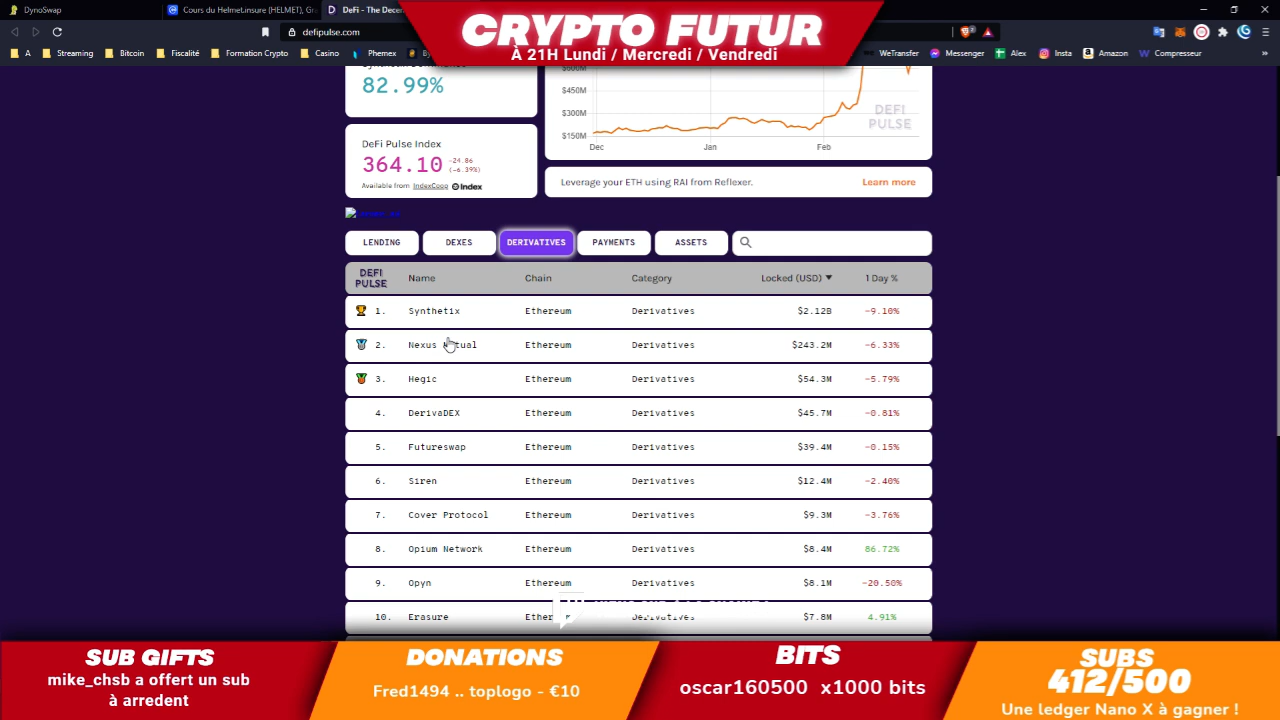 DynoSwap
Cours du Helmet.insure (HELMET), Gra
DeFi - The Decen
defipulse.com
CRYPTO FUTUR
À 21H Lundi / Mercredi / Vendredi
A
Streaming
Bitcoin
Fiscalité
Formation Crypto
Casino
Phemex
By
WeTransfer
Messenger
Alex
Insta
Amazon
Compresseur
82.99%
DeFi Pulse Index
364.10
-24.86
(-6.39%)
Available from IndexCoop Index
$600M
$450M
$300M
$150M
Dec
Jan
Feb
DEFI
PULSE
Leverage your ETH using RAI from Reflexer.
Learn more
LENDING
DEXES
DERIVATIVES
PAYMENTS
ASSETS
DEFI
PULSE
Name Chain Category Locked (USD) ▼ 1 Day %
1. Synthetix Ethereum Derivatives $2.12B -9.10%
2. Nexus Mutual Ethereum Derivatives $243.2M -6.33%
3. Hegic Ethereum Derivatives $54.3M -5.79%
4. DerivaDEX Ethereum Derivatives $45.7M -0.81%
5. Futureswap Ethereum Derivatives $39.4M -0.15%
6. Siren Ethereum Derivatives $12.4M -2.40%
7. Cover Protocol Ethereum Derivatives $9.3M -3.76%
8. Opium Network Ethereum Derivatives $8.4M 86.72%
9. Opyn Ethereum Derivatives $8.1M -20.50%
10. Erasure Ethereum Derivatives $7.8M 4.91%
SUB GIFTS
mike_chsb a offert un sub
à arredent
DONATIONS
Fred1494 .. toplogo - €10
BITS
oscar160500 x1000 bits
SUBS
412/500
Une ledger Nano X à gagner !